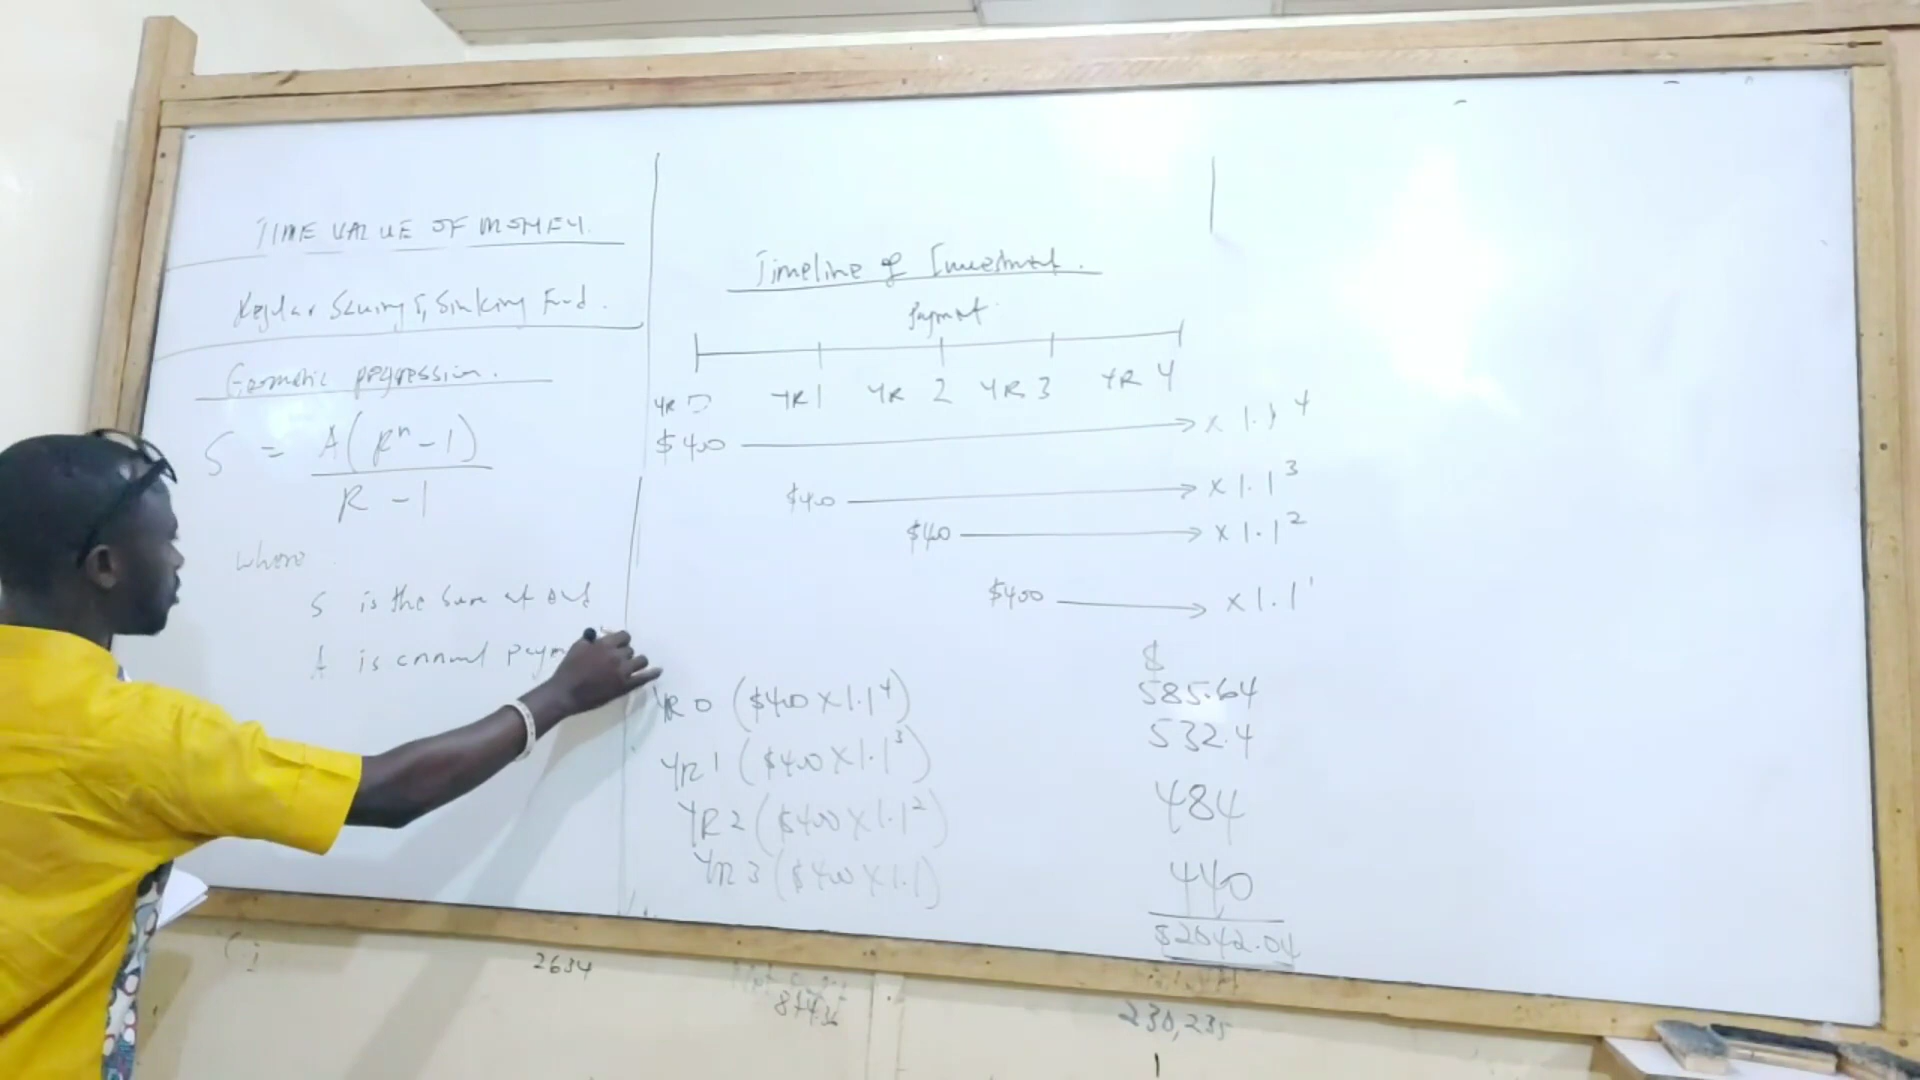 TIME VALUE OF MONEY.
Regular Savings, Sinking Fund.
Geometric progression.
S = A(R^n - 1)
R - 1
where
S is the Sum at end
A is annual paym
Timeline of Investment.
Payment
YR 0 YR 1 YR 2 YR 3 YR 4
$400 x 1.1^4
$400 x 1.1^3
$400 x 1.1^2
$400 x 1.1^1
$
YR 0 ($400 x 1.1^4) 585.64
YR 1 ($400 x 1.1^3) 532.4
YR 2 ($400 x 1.1^2) 484
YR 3 ($400 x 1.1) 440
$2042.04
2634
230,235